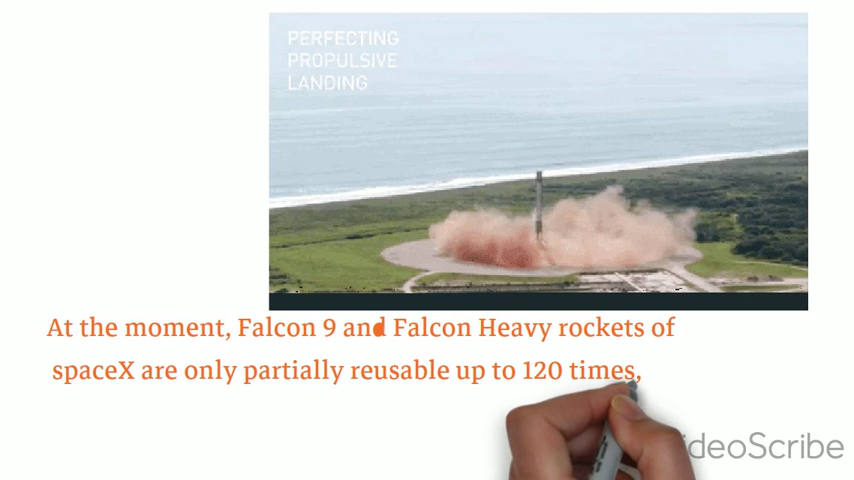 PERFECTING
PROPULSIVE
LANDING
At the moment, Falcon 9 and Falcon Heavy rockets of
spaceX are only partially reusable up to 120 times,
ideoScribe